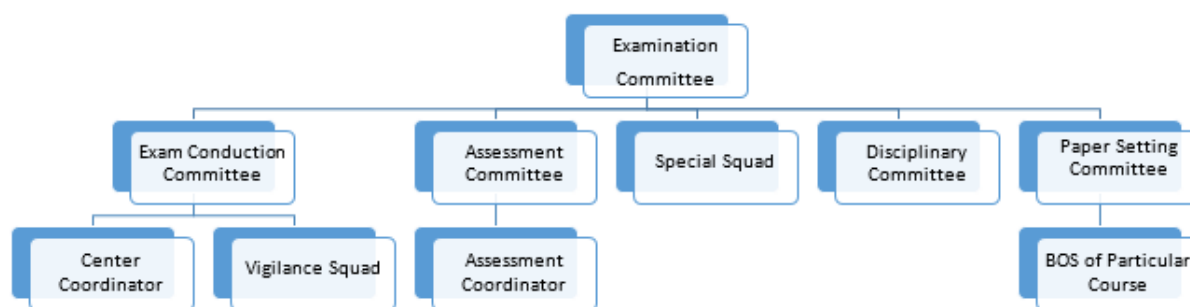 Examination
Committee
Exam Conduction
Committee
Assessment
Committee
Special Squad
Disciplinary
Committee
Paper Setting
Committee
Center
Coordinator
Vigilance Squad
Assessment
Coordinator
BOS of Particular
Course